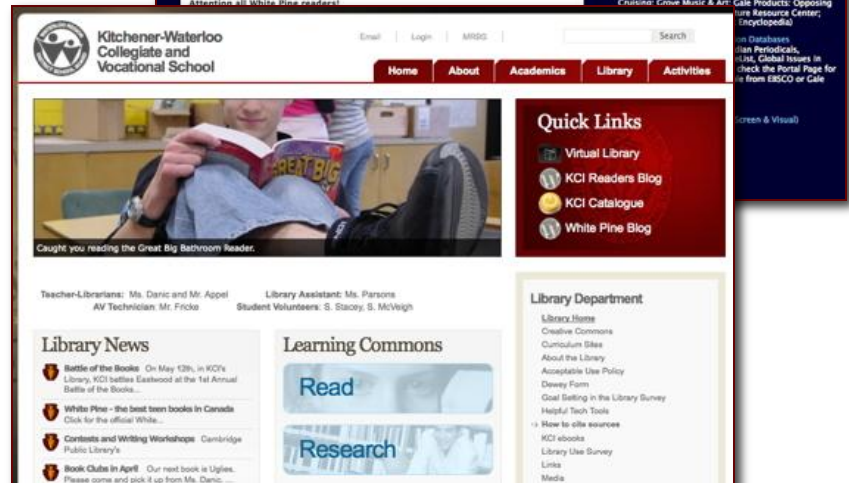 Attention all White Pine readers!
Cruising: Grove Music & Art: Gale Products: Opposing
ture Resource Center;
Encyclopedia)
on Databases
dian Periodicals,
eList, Global Issues in
check the Portal Page for
le from EBSCO or Gale
Screen & Visual)
Kitchener-Waterloo
Collegiate and
Vocational School
Email | Login | MRBS | Search
Home About Academics Library Activities
GREAT BIG
Caught you reading the Great Big Bathroom Reader.
Quick Links
Virtual Library
KCI Readers Blog
KCI Catalogue
White Pine Blog
Teacher-Librarians: Ms. Danic and Mr. Appel Library Assistant: Ms. Parsons
AV Technician: Mr. Fricke Student Volunteers: S. Stacey, S. McVeigh
Library News
Battle of the Books On May 12th, in KCI's
Library, KCI battles Eastwood at the 1st Annual
Battle of the Books...
White Pine - the best teen books in Canada
Click for the official White...
Contests and Writing Workshops Cambridge
Public Library's
Book Clubs in April Our next book is Uglies.
Please come and pick it up from Ms. Danic, ...
Learning Commons
Read
Research
Library Department
Library Home
Creative Commons
Curriculum Sites
About the Library
Acceptable Use Policy
Dewey Form
Goal Setting in the Library Survey
Helpful Tech Tools
How to cite sources
KCI ebooks
Library Use Survey
Links
Media